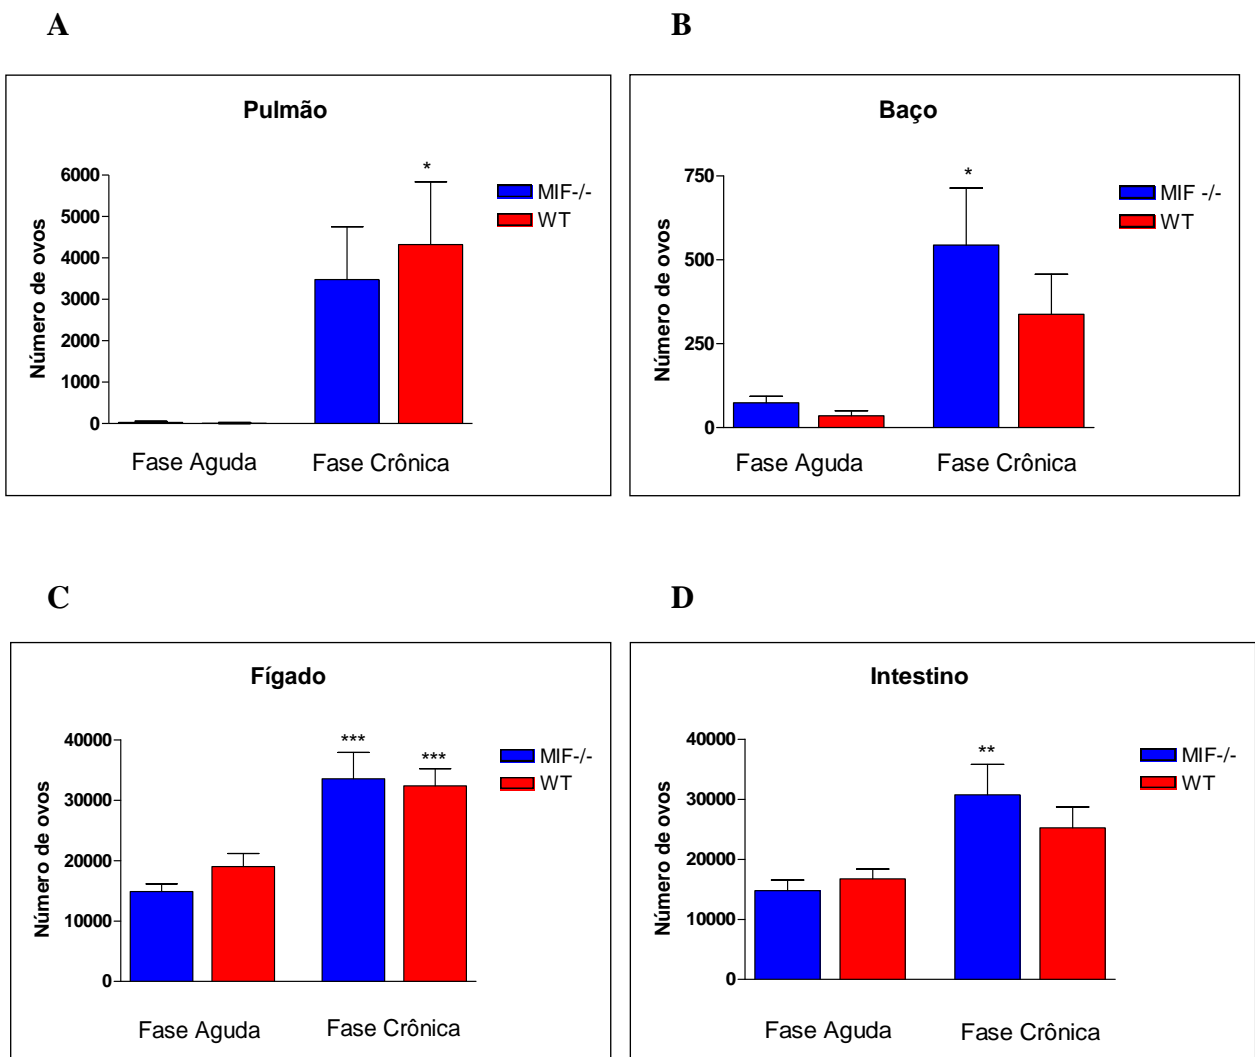 A
Pulmão
*
6000
5000
4000
3000
2000
1000
0
Número de ovos
MIF-/-
WT
Fase Aguda Fase Crônica
B
Baço
*
750
500
250
0
Número de ovos
MIF -/-
WT
Fase Aguda Fase Crônica
C
Fígado
*** ***
40000
30000
20000
10000
0
Número de ovos
MIF-/-
WT
Fase Aguda Fase Crônica
D
Intestino
**
40000
30000
20000
10000
0
Número de ovos
MIF-/-
WT
Fase Aguda Fase Crônica